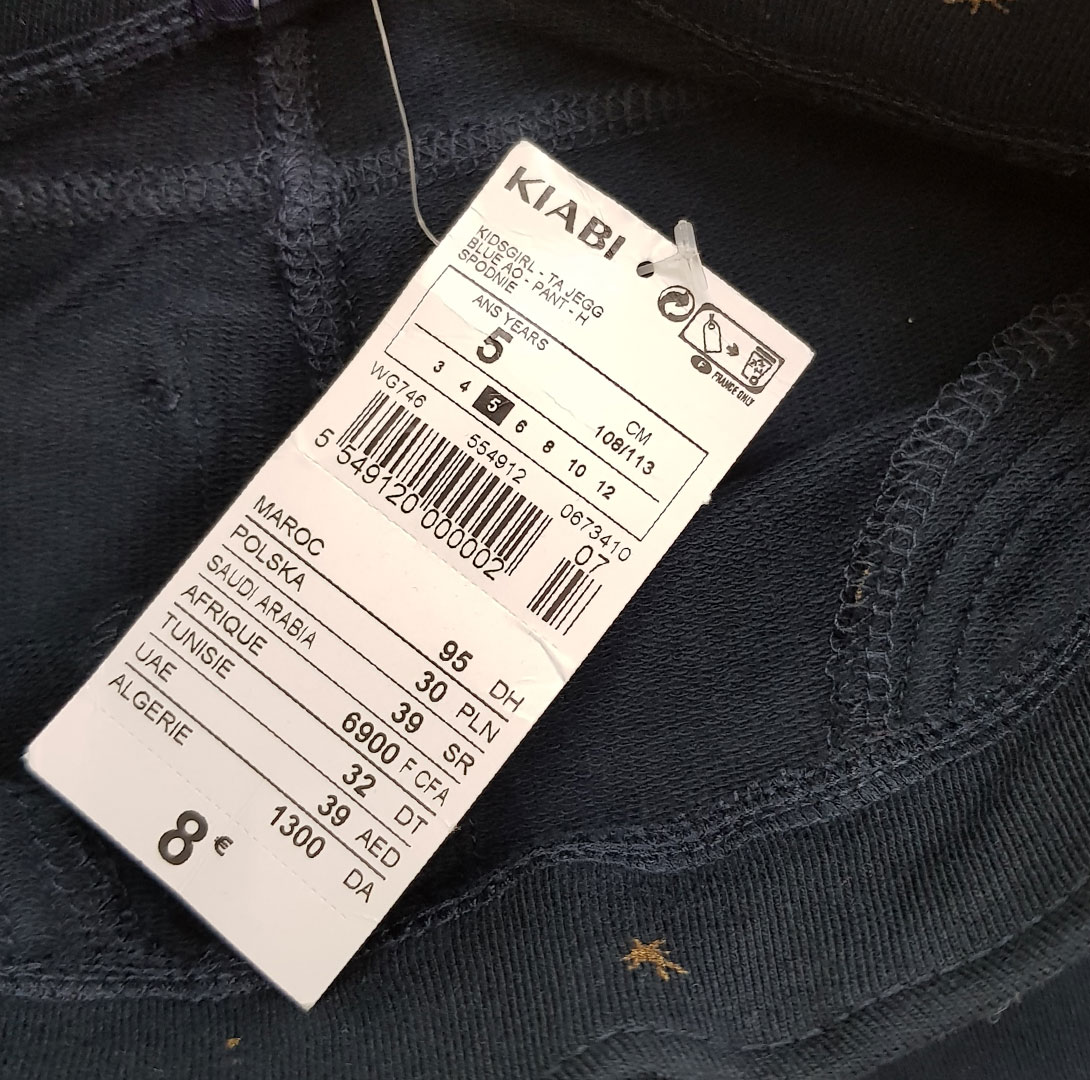 KIABI
KIDSGIRL - TA JEGG
BLUE AO - PANT - H
SPODNIE
FRANCE ONLY
ANS YEARS
5
CM
108/113
3 4 5 6 8 10 12
WG746 554912 0673410
5 549120 000002 07
MAROC 95 DH
POLSKA 30 PLN
SAUDI ARABIA 39 SR
AFRIQUE 6900 F CFA
TUNISIE 32 DT
UAE 39 AED
ALGERIE 1300 DA
8 €